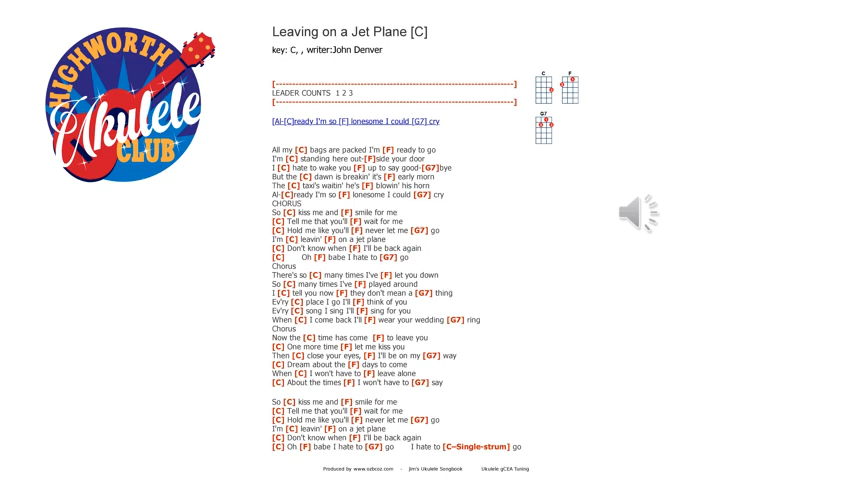 HIGHWORTH
Ukulele
CLUB
Leaving on a Jet Plane [C]
key: C, , writer:John Denver
[-----------------------------------------------------------------------]
LEADER COUNTS  1 2 3
[-----------------------------------------------------------------------]
[Al-[C]ready I'm so [F] lonesome I could [G7] cry
C F
G7
All my [C] bags are packed I'm [F] ready to go
I'm [C] standing here out-[F]side your door
I [C] hate to wake you [F] up to say good-[G7]bye
But the [C] dawn is breakin' it's [F] early morn
The [C] taxi's waitin' he's [F] blowin' his horn
Al-[C]ready I'm so [F] lonesome I could [G7] cry
CHORUS
So [C] kiss me and [F] smile for me
[C] Tell me that you'll [F] wait for me
[C] Hold me like you'll [F] never let me [G7] go
I'm [C] leavin' [F] on a jet plane
[C] Don't know when [F] I'll be back again
[C] Oh [F] babe I hate to [G7] go
Chorus
There's so [C] many times I've [F] let you down
So [C] many times I've [F] played around
I [C] tell you now [F] they don't mean a [G7] thing
Ev'ry [C] place I go I'll [F] think of you
Ev'ry [C] song I sing I'll [F] sing for you
When [C] I come back I'll [F] wear your wedding [G7] ring
Chorus
Now the [C] time has come [F] to leave you
[C] One more time [F] let me kiss you
Then [C] close your eyes, [F] I'll be on my [G7] way
[C] Dream about the [F] days to come
When [C] I won't have to [F] leave alone
[C] About the times [F] I won't have to [G7] say
So [C] kiss me and [F] smile for me
[C] Tell me that you'll [F] wait for me
[C] Hold me like you'll [F] never let me [G7] go
I'm [C] leavin' [F] on a jet plane
[C] Don't know when [F] I'll be back again
[C] Oh [F] babe I hate to [G7] go I hate to [C–Single-strum] go
Produced by www.ozbcoz.com - Jim's Ukulele Songbook Ukulele gCEA Tuning